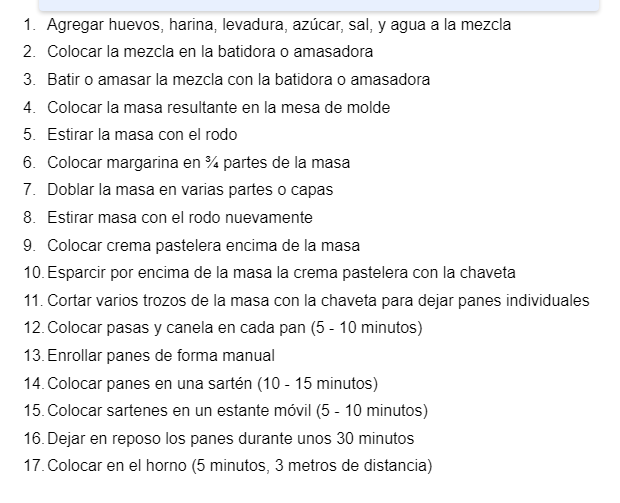 1. Agregar huevos, harina, levadura, azúcar, sal, y agua a la mezcla
2. Colocar la mezcla en la batidora o amasadora
3. Batir o amasar la mezcla con la batidora o amasadora
4. Colocar la masa resultante en la mesa de molde
5. Estirar la masa con el rodo
6. Colocar margarina en ¾ partes de la masa
7. Doblar la masa en varias partes o capas
8. Estirar masa con el rodo nuevamente
9. Colocar crema pastelera encima de la masa
10. Esparcir por encima de la masa la crema pastelera con la chaveta
11. Cortar varios trozos de la masa con la chaveta para dejar panes individuales
12. Colocar pasas y canela en cada pan (5 - 10 minutos)
13. Enrollar panes de forma manual
14. Colocar panes en una sartén (10 - 15 minutos)
15. Colocar sartenes en un estante móvil (5 - 10 minutos)
16. Dejar en reposo los panes durante unos 30 minutos
17. Colocar en el horno (5 minutos, 3 metros de distancia)